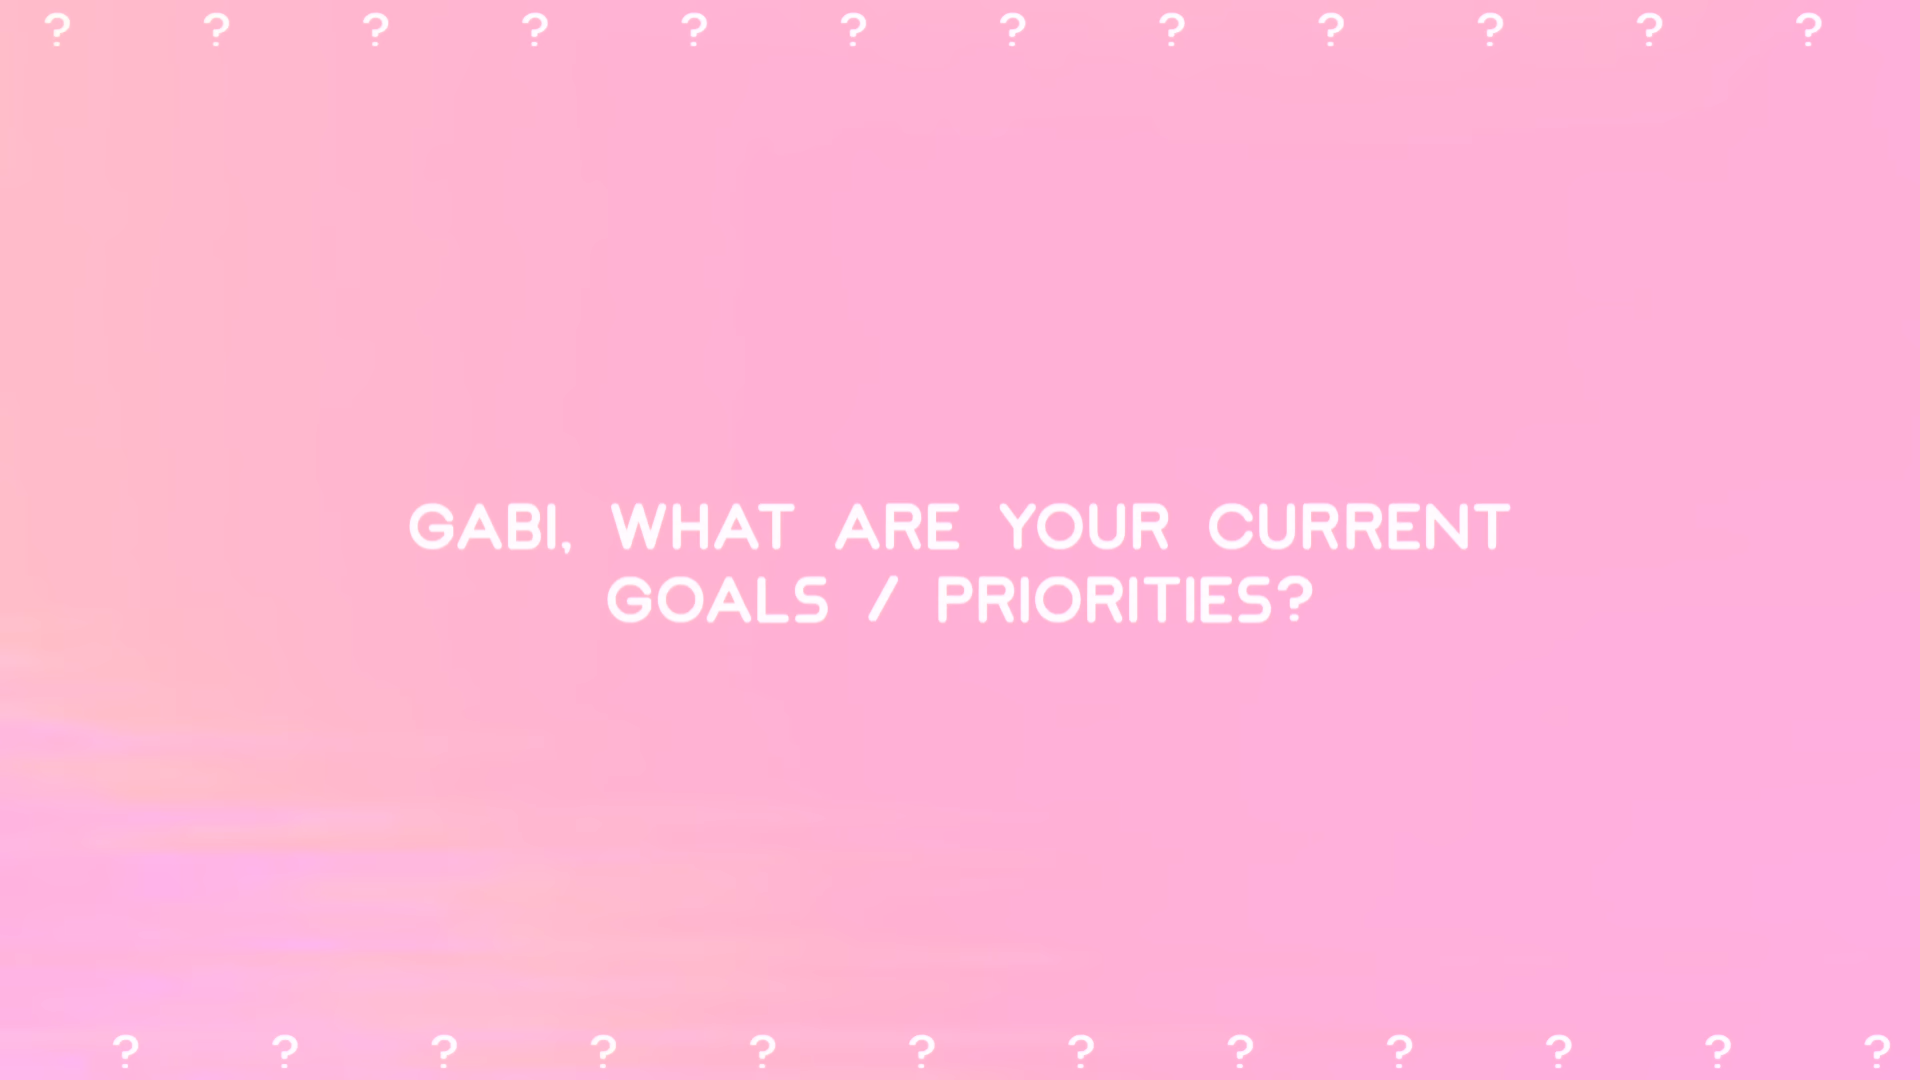 ? ? ? ? ? ? ? ? ? ? ? ?
GABI, WHAT ARE YOUR CURRENT
GOALS / PRIORITIES?
? ? ? ? ? ? ? ? ? ? ? ?